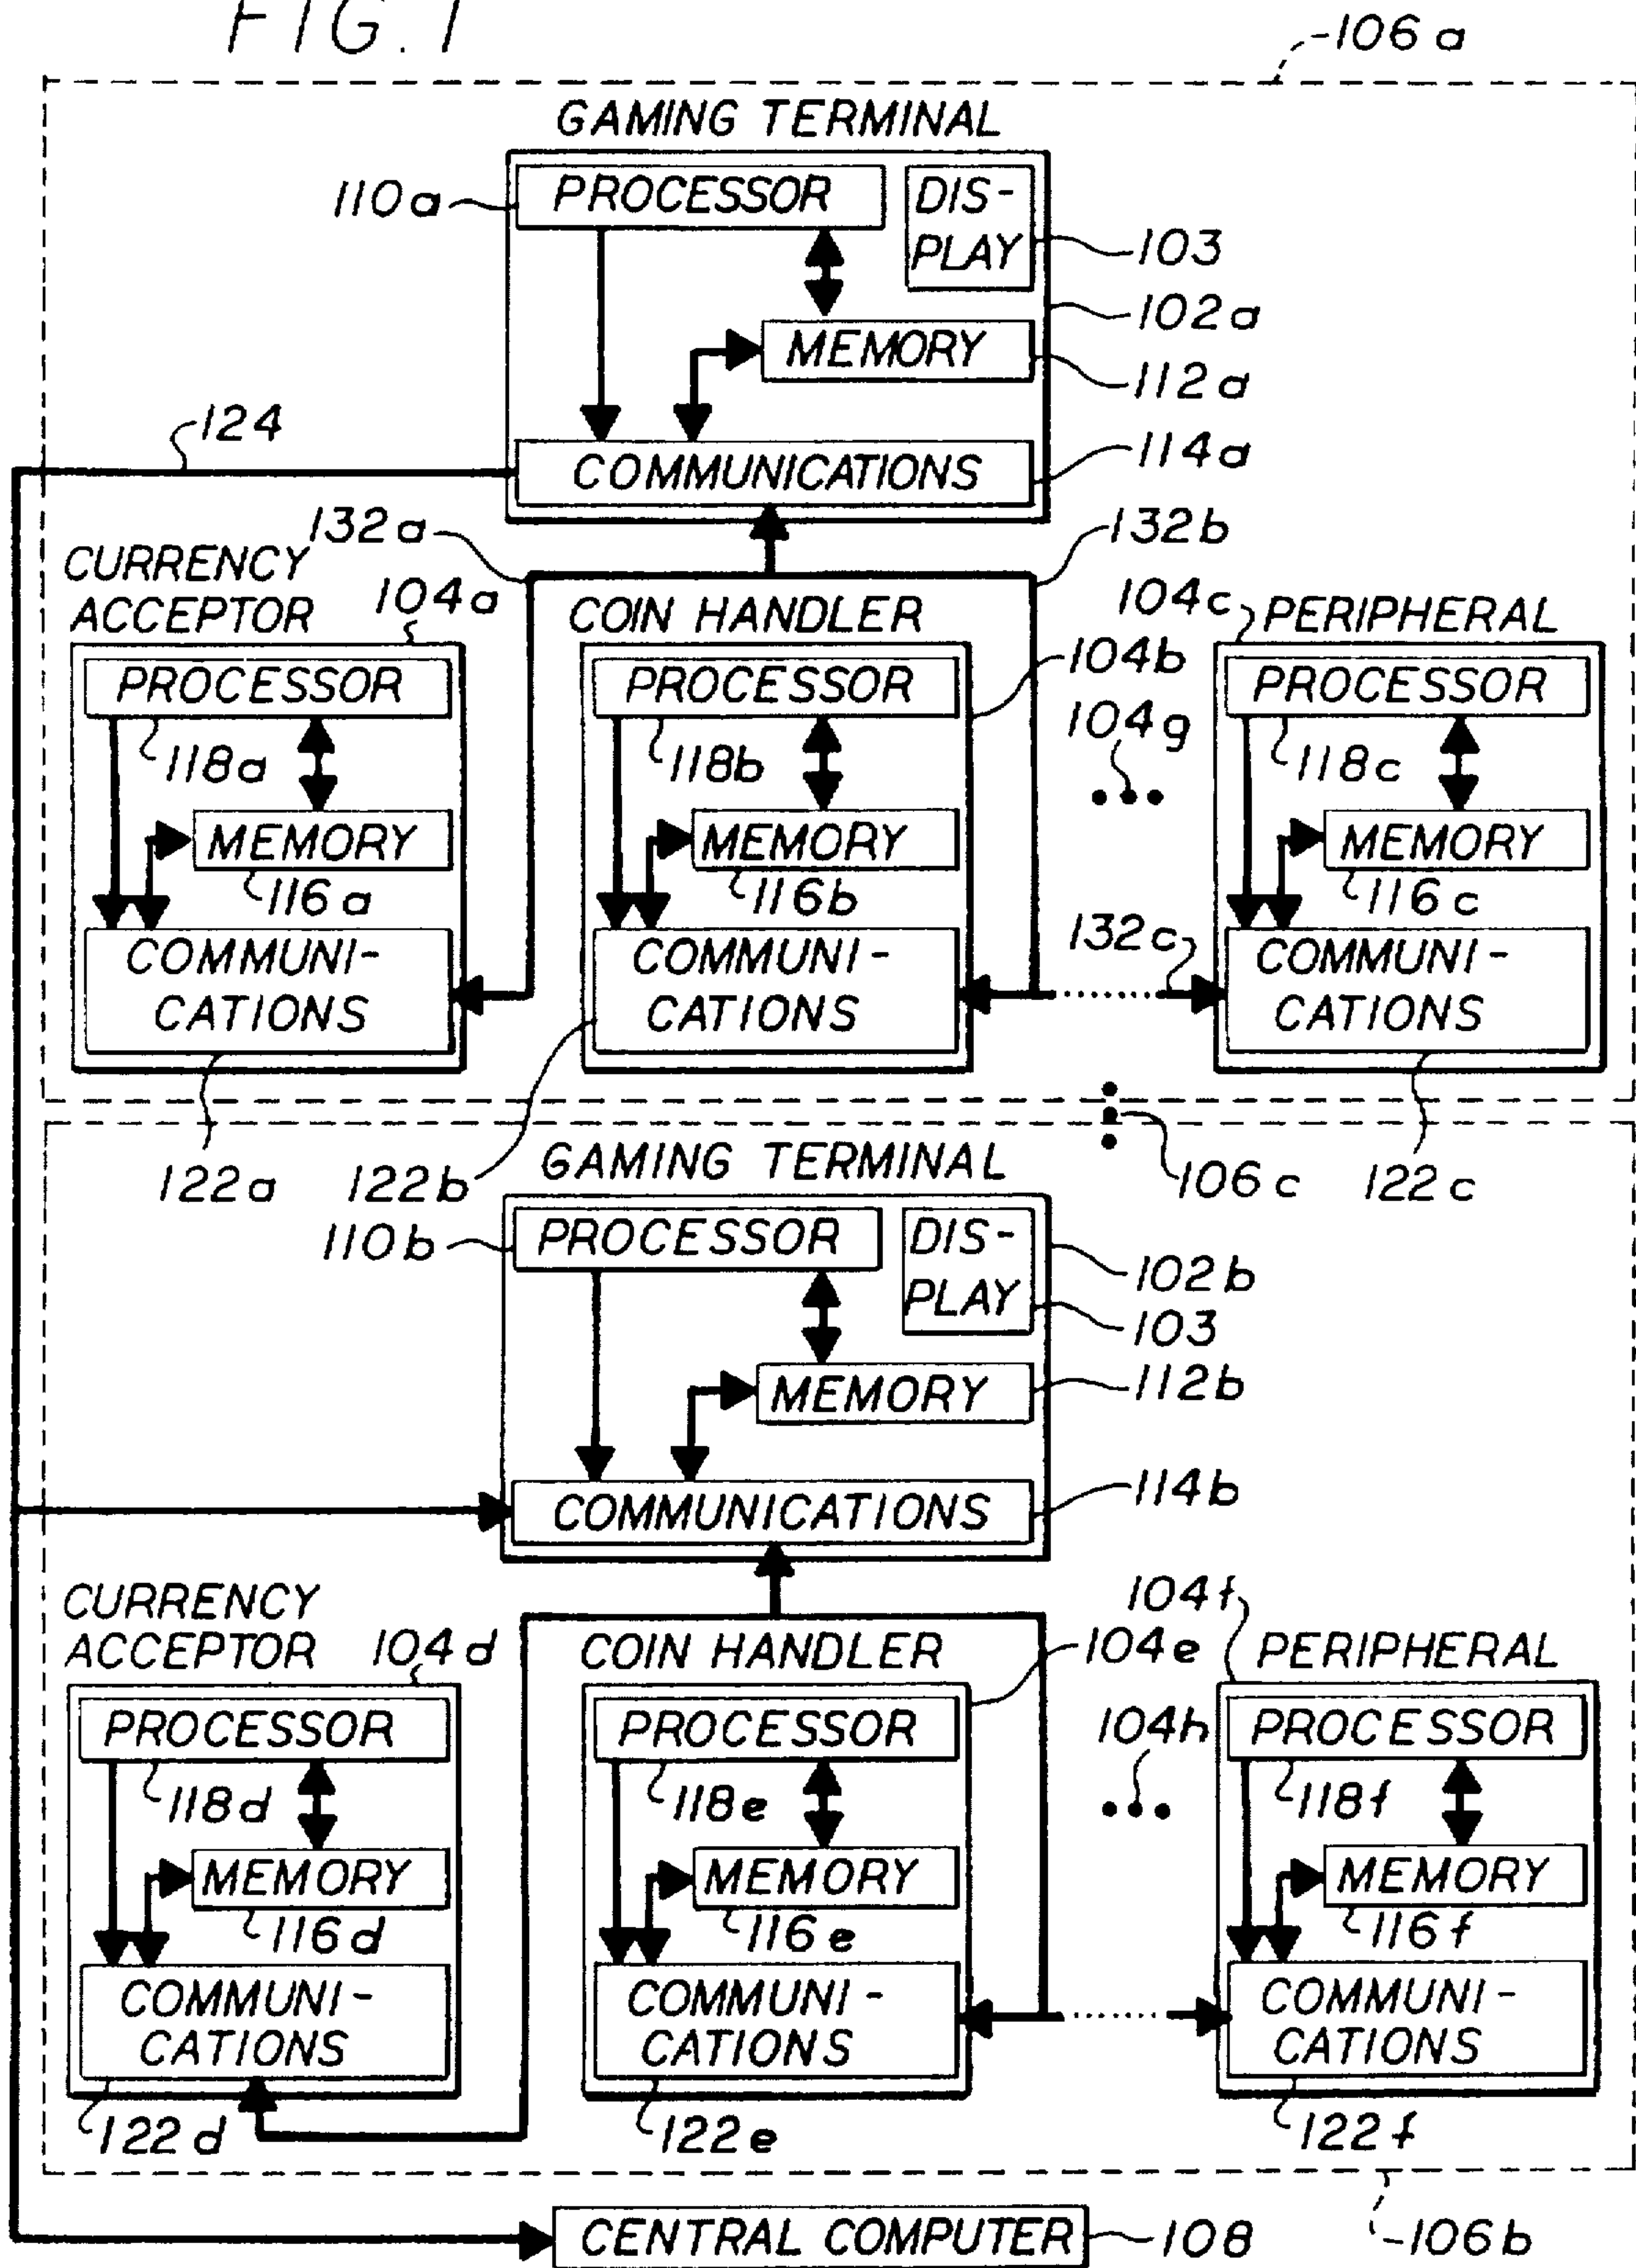 FIG. 1
106a
GAMING TERMINAL
110a
PROCESSOR
DIS-
PLAY
103
102a
MEMORY
112a
124
COMMUNICATIONS
114a
132a
132b
CURRENCY
ACCEPTOR
104a
COIN HANDLER
104b
104c
PERIPHERAL
PROCESSOR
PROCESSOR
PROCESSOR
104g
118a
118b
118c
MEMORY
MEMORY
MEMORY
116a
116b
116c
132c
COMMUNI-
CATIONS
COMMUNI-
CATIONS
COMMUNI-
CATIONS
122a
122b
106c
122c
GAMING TERMINAL
110b
PROCESSOR
DIS-
PLAY
102b
103
MEMORY
112b
COMMUNICATIONS
114b
CURRENCY
ACCEPTOR
104d
COIN HANDLER
104e
104f
PERIPHERAL
PROCESSOR
PROCESSOR
104h
PROCESSOR
118d
118e
118f
MEMORY
MEMORY
MEMORY
116d
116e
116f
COMMUNI-
CATIONS
COMMUNI-
CATIONS
COMMUNI-
CATIONS
122d
122e
122f
CENTRAL COMPUTER
108
106b